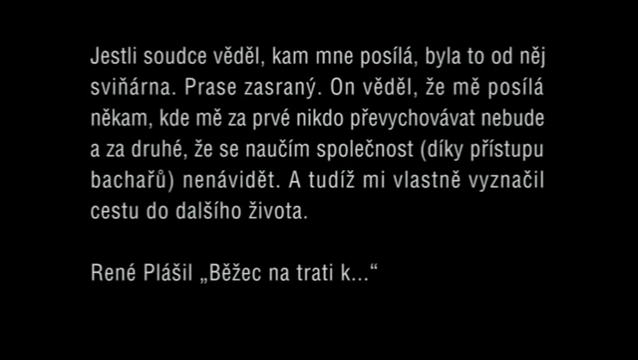 Jestli soudce věděl, kam mne posílá, byla to od něj
sviňárna. Prase zasraný. On věděl, že mě posílá
někam, kde mě za prvé nikdo převychovávat nebude
a za druhé, že se naučím společnost (díky přístupu
bachařů) nenávidět. A tudíž mi vlastně vyznačil
cestu do dalšího života.
René Plášil „Běžec na trati k...“